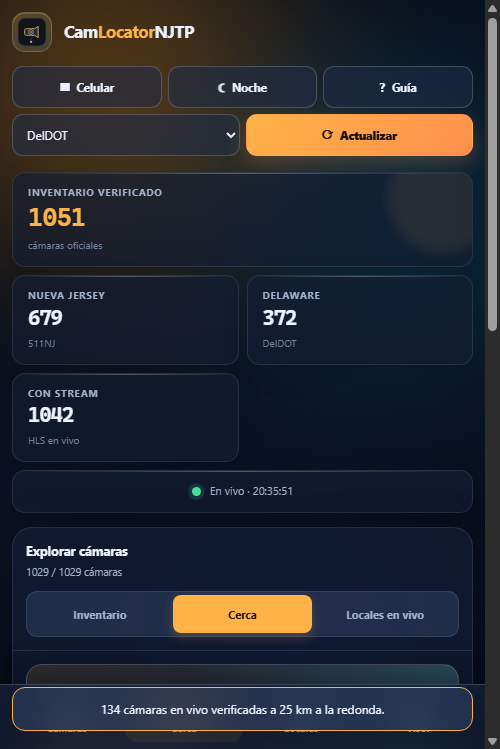 CamLocatorNJTP
Celular
Noche
? Guía
DelDOT
Actualizar
INVENTARIO VERIFICADO
1051
cámaras oficiales
NUEVA JERSEY
679
511NJ
DELAWARE
372
DelDOT
CON STREAM
1042
HLS en vivo
En vivo · 20:35:51
Explorar cámaras
1029 / 1029 cámaras
Inventario
Cerca
Locales en vivo
134 cámaras en vivo verificadas a 25 km a la redonda.